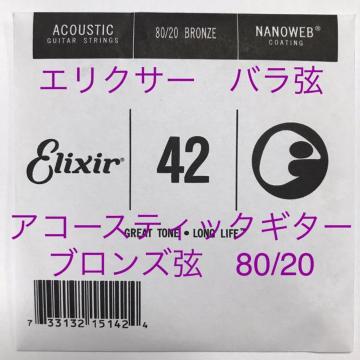 ACOUSTIC 80/20 BRONZE NANOWEB®
GUITAR STRINGS COATING
エリクサー バラ弦
Elixir® 42
アコースティックギター
GREAT TONE • LONG LIFE™
ブロンズ弦 80/20
7 33132 15142 4